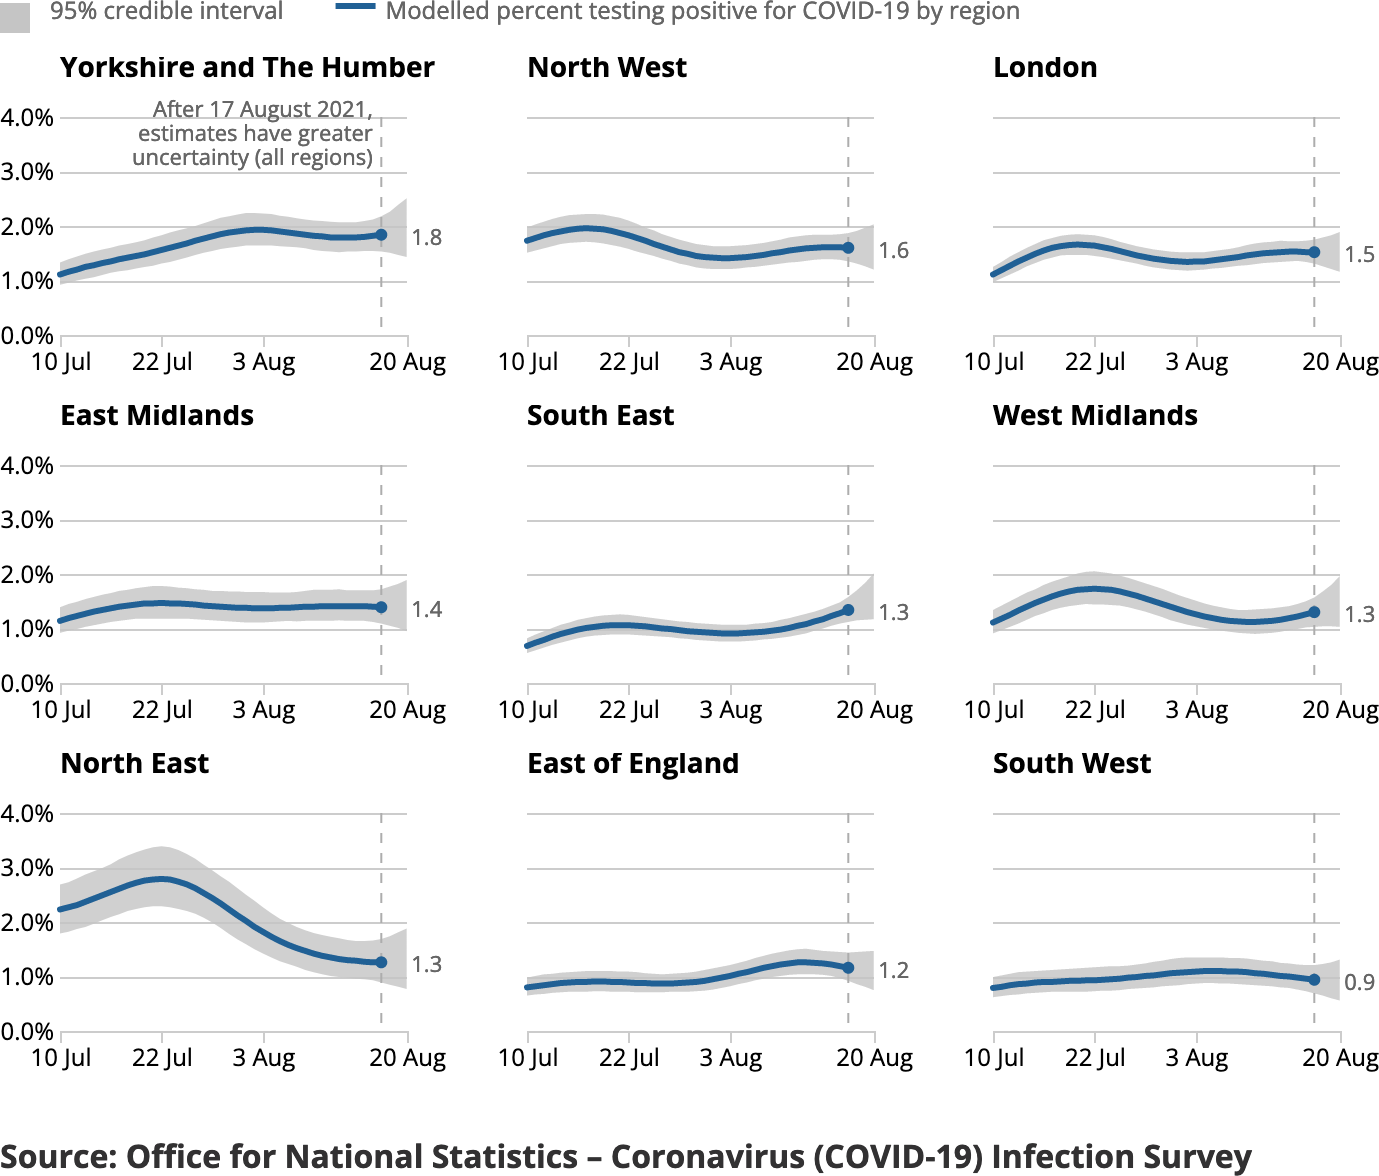 95% credible interval
Modelled percent testing positive for COVID-19 by region
Yorkshire and The Humber
After 17 August 2021,
estimates have greater
uncertainty (all regions)
4.0%
3.0%
2.0%
1.0%
0.0%
1.8
10 Jul
22 Jul
3 Aug
20 Aug
North West
1.6
10 Jul
22 Jul
3 Aug
20 Aug
London
1.5
10 Jul
22 Jul
3 Aug
20 Aug
East Midlands
4.0%
3.0%
2.0%
1.0%
0.0%
1.4
10 Jul
22 Jul
3 Aug
20 Aug
South East
1.3
10 Jul
22 Jul
3 Aug
20 Aug
West Midlands
1.3
10 Jul
22 Jul
3 Aug
20 Aug
North East
4.0%
3.0%
2.0%
1.0%
0.0%
1.3
10 Jul
22 Jul
3 Aug
20 Aug
East of England
1.2
10 Jul
22 Jul
3 Aug
20 Aug
South West
0.9
10 Jul
22 Jul
3 Aug
20 Aug
Source: Office for National Statistics – Coronavirus (COVID-19) Infection Survey